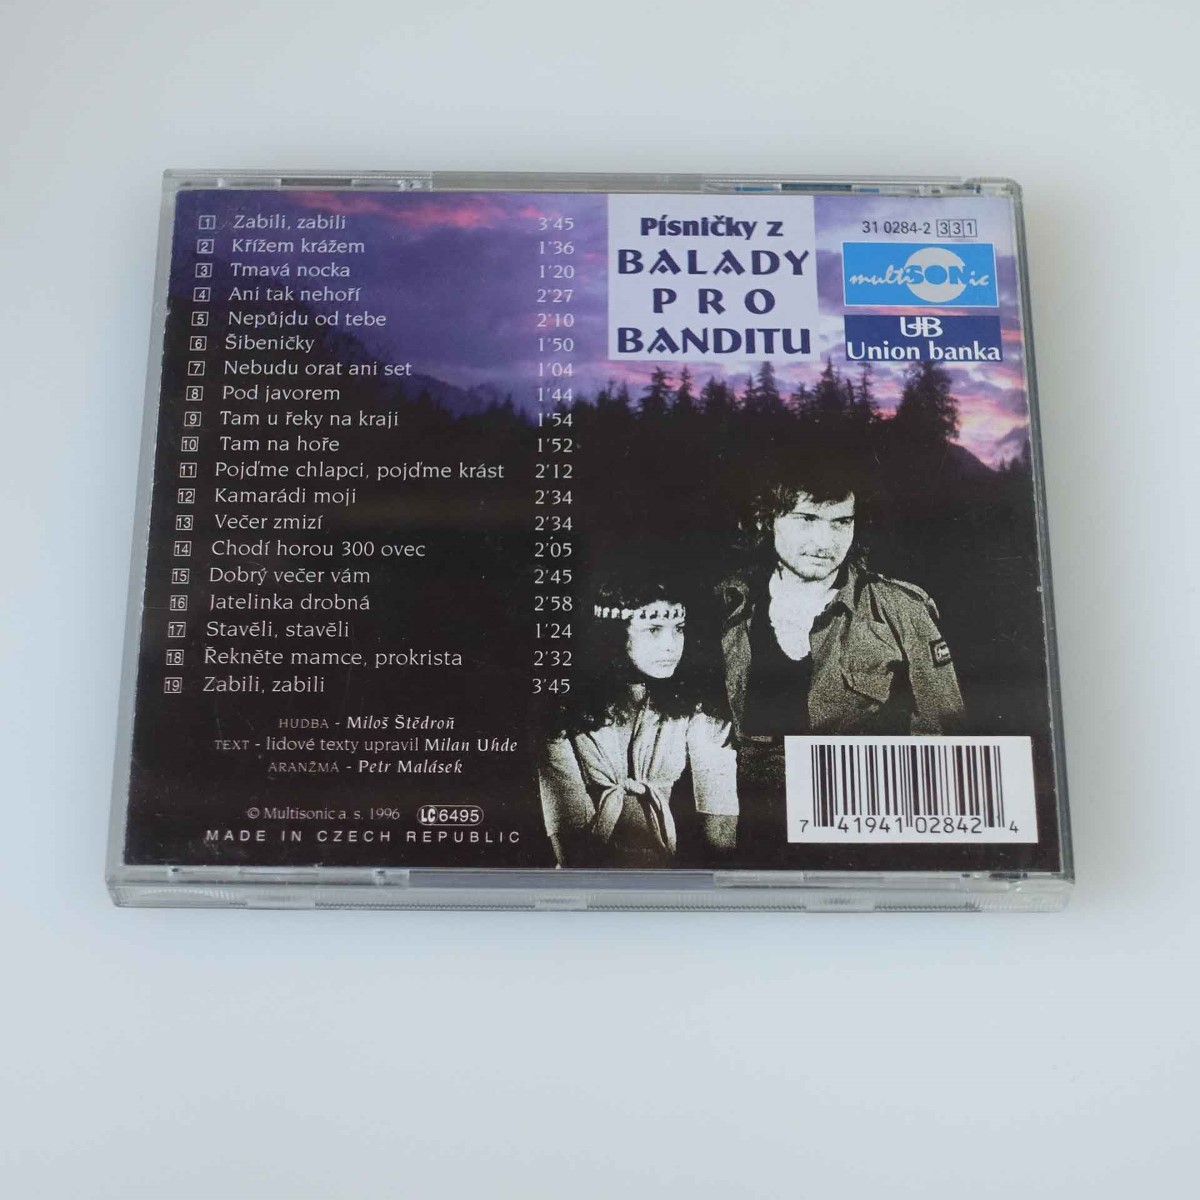 1 Zabili, zabili 3'45
2 Křížem krážem 1'36
3 Tmavá nocka 1'20
4 Ani tak nehoří 2'27
5 Nepůjdu od tebe 2'10
6 Šibeničky 1'50
7 Nebudu orat ani set 1'04
8 Pod javorem 1'44
9 Tam u řeky na kraji 1'54
10 Tam na hoře 1'52
11 Pojďme chlapci, pojďme krást 2'12
12 Kamarádi moji 2'34
13 Večer zmizí 2'34
14 Chodí horou 300 ovec 2'05
15 Dobrý večer vám 2'45
16 Jatelinka drobná 2'58
17 Stavěli, stavěli 1'24
18 Řekněte mamce, prokrista 2'32
19 Zabili, zabili 3'45
HUDBA - Miloš Štědroň
TEXT - lidové texty upravil Milan Uhde
ARANŽMÁ - Petr Malásek
© Multisonic a. s. 1996 LC 6495
MADE IN CZECH REPUBLIC
Písničky z
BALADY
PRO
BANDITU
31 0284-2 331
multiSONic
UB
Union banka
7 41941 02842 4